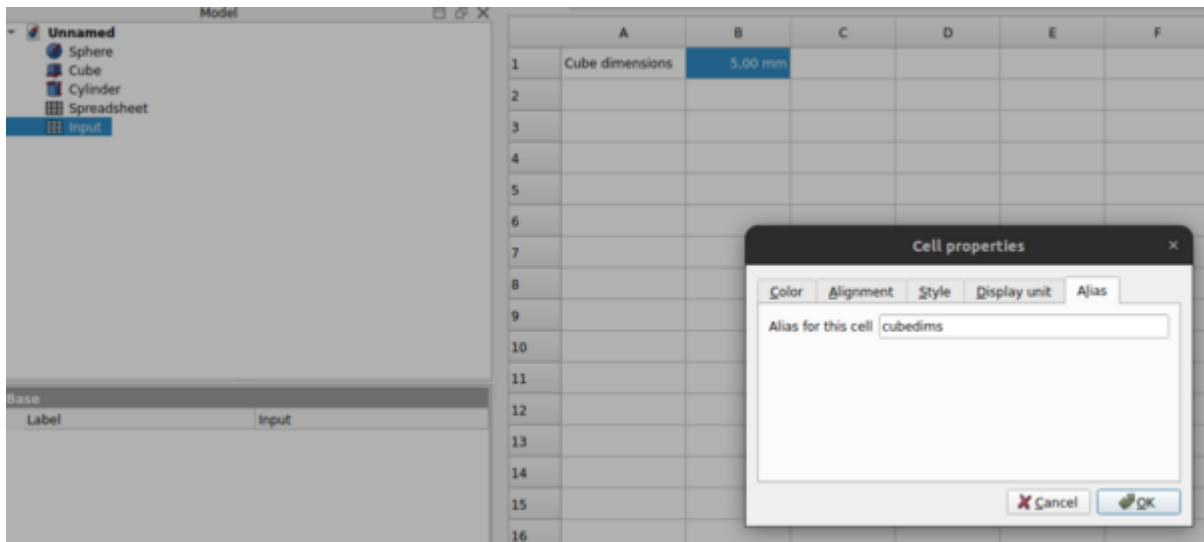 Model
Unnamed
Sphere
Cube
Cylinder
Spreadsheet
Input
Base
Label Input
A B C D E F
1 Cube dimensions 5,00 mm
2
3
4
5
6
7
8
9
10
11
12
13
14
15
16
Cell properties
Color Alignment Style Display unit Alias
Alias for this cell cubedims
Cancel OK